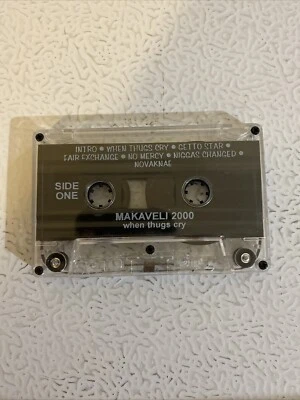 INTRO • WHEN THUGS CRY • GETTO STAR •
FAIR EXCHANGE • NO MERCY • NIGGAS CHANGED •
NOVAKNAE
SIDE
ONE
MAKAVELI 2000
when thugs cry